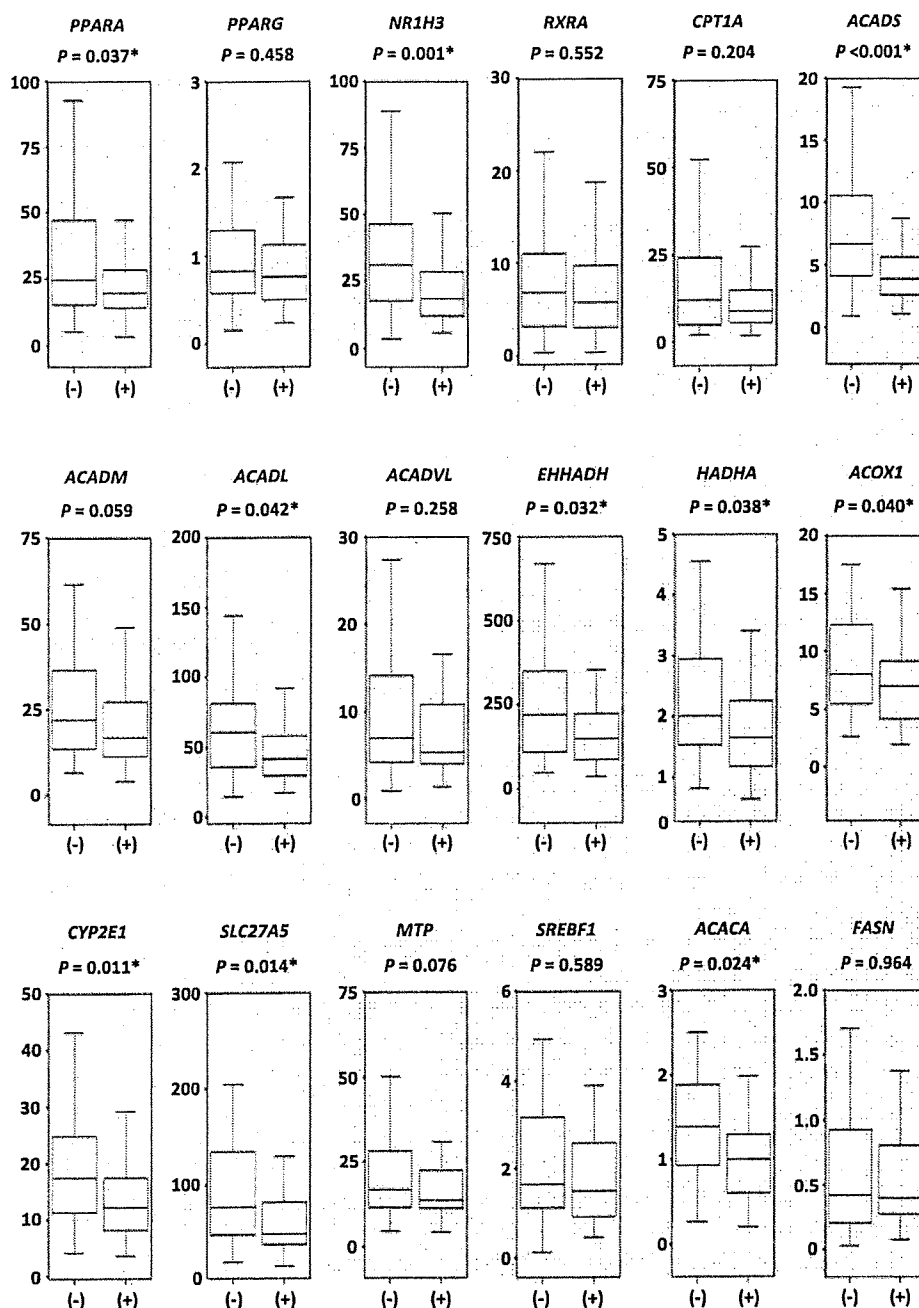 PPARA PPARG NR1H3 RXRA CPT1A ACADS
P = 0.037* P = 0.458 P = 0.001* P = 0.552 P = 0.204 P <0.001*
100 3 100 30 75 20
75 2 75 20 50 15
50 1 50 10 25 10
25 0 25 0 0 5
0 0 0
(-) (+) (-) (+) (-) (+) (-) (+) (-) (+) (-) (+)
ACADM ACADL ACADVL EHHADH HADHA ACOX1
P = 0.059 P = 0.042* P = 0.258 P = 0.032* P = 0.038* P = 0.040*
75 200 30 750 5 20
50 150 20 500 4 15
25 100 10 250 3 10
0 50 0 0 2 5
0 1 0
0
(-) (+) (-) (+) (-) (+) (-) (+) (-) (+) (-) (+)
CYP2E1 SLC27A5 MTP SREBF1 ACACA FASN
P = 0.011* P = 0.014* P = 0.076 P = 0.589 P = 0.024* P = 0.964
50 300 75 6 3 2.0
40 200 50 4 2 1.5
30 100 25 2 1 1.0
20 0 0 0 0 0.5
10 0
0
(-) (+) (-) (+) (-) (+) (-) (+) (-) (+) (-) (+)